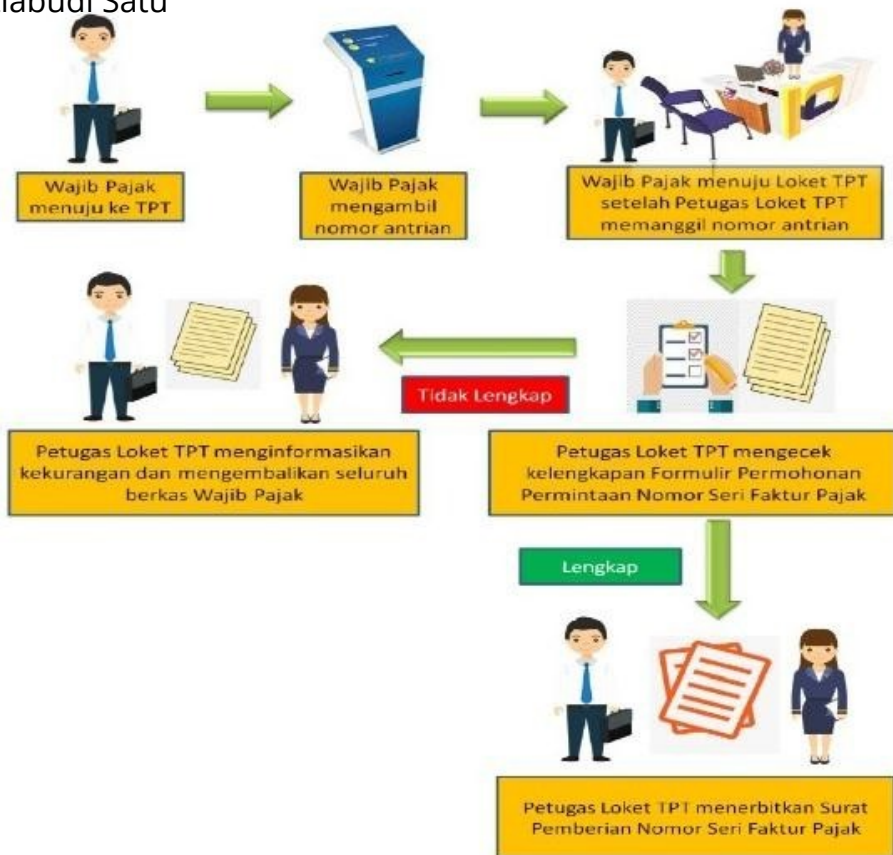 iabudi Satu
Wajib Pajak
menuju ke TPT
Wajib Pajak
mengambil
nomor antrian
Wajib Pajak menuju Loket TPT
setelah Petugas Loket TPT
memanggil nomor antrian
Tidak Lengkap
Petugas Loket TPT menginformasikan
kekurangan dan mengembalikan seluruh
berkas Wajib Pajak
Petugas Loket TPT mengecek
kelengkapan Formulir Permohonan
Permintaan Nomor Seri Faktur Pajak
Lengkap
Petugas Loket TPT menerbitkan Surat
Pemberian Nomor Seri Faktur Pajak